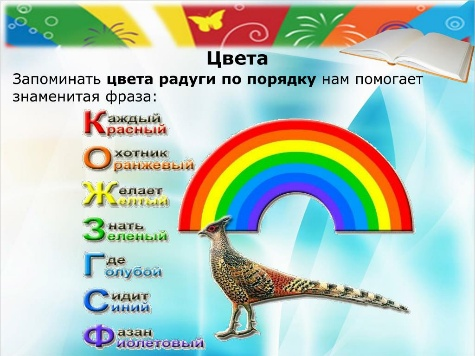 Цвета
Запоминать цвета радуги по порядку нам помогает
знаменитая фраза:
Каждый
Красный
Охотник
Оранжевый
Желает
Желтый
Знать
Зеленый
Где
Голубой
Сидит
Синий
Фазан
Фиолетовый